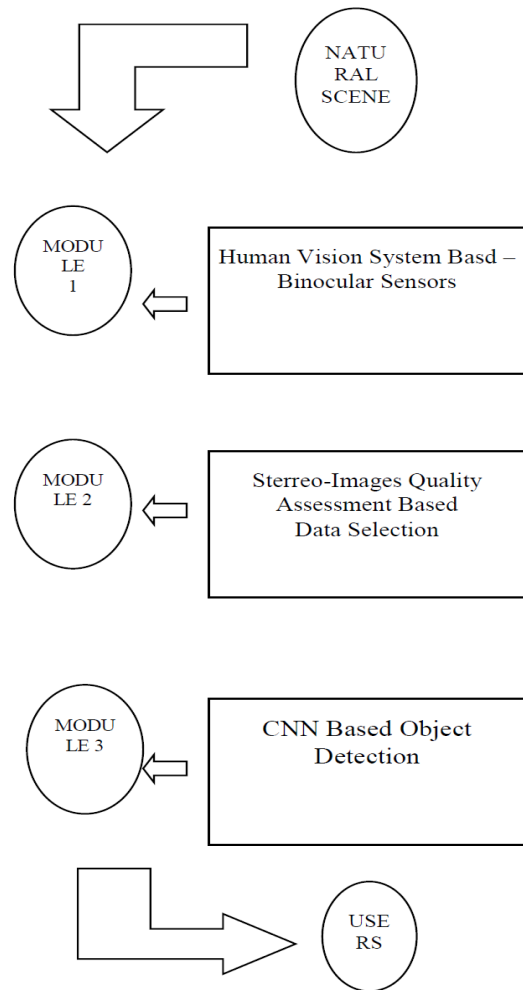 NATU
RAL
SCENE
MODU
LE
1
Human Vision System Basd –
Binocular Sensors
MODU
LE 2
Sterreo-Images Quality
Assessment Based
Data Selection
MODU
LE 3
CNN Based Object
Detection
USE
RS